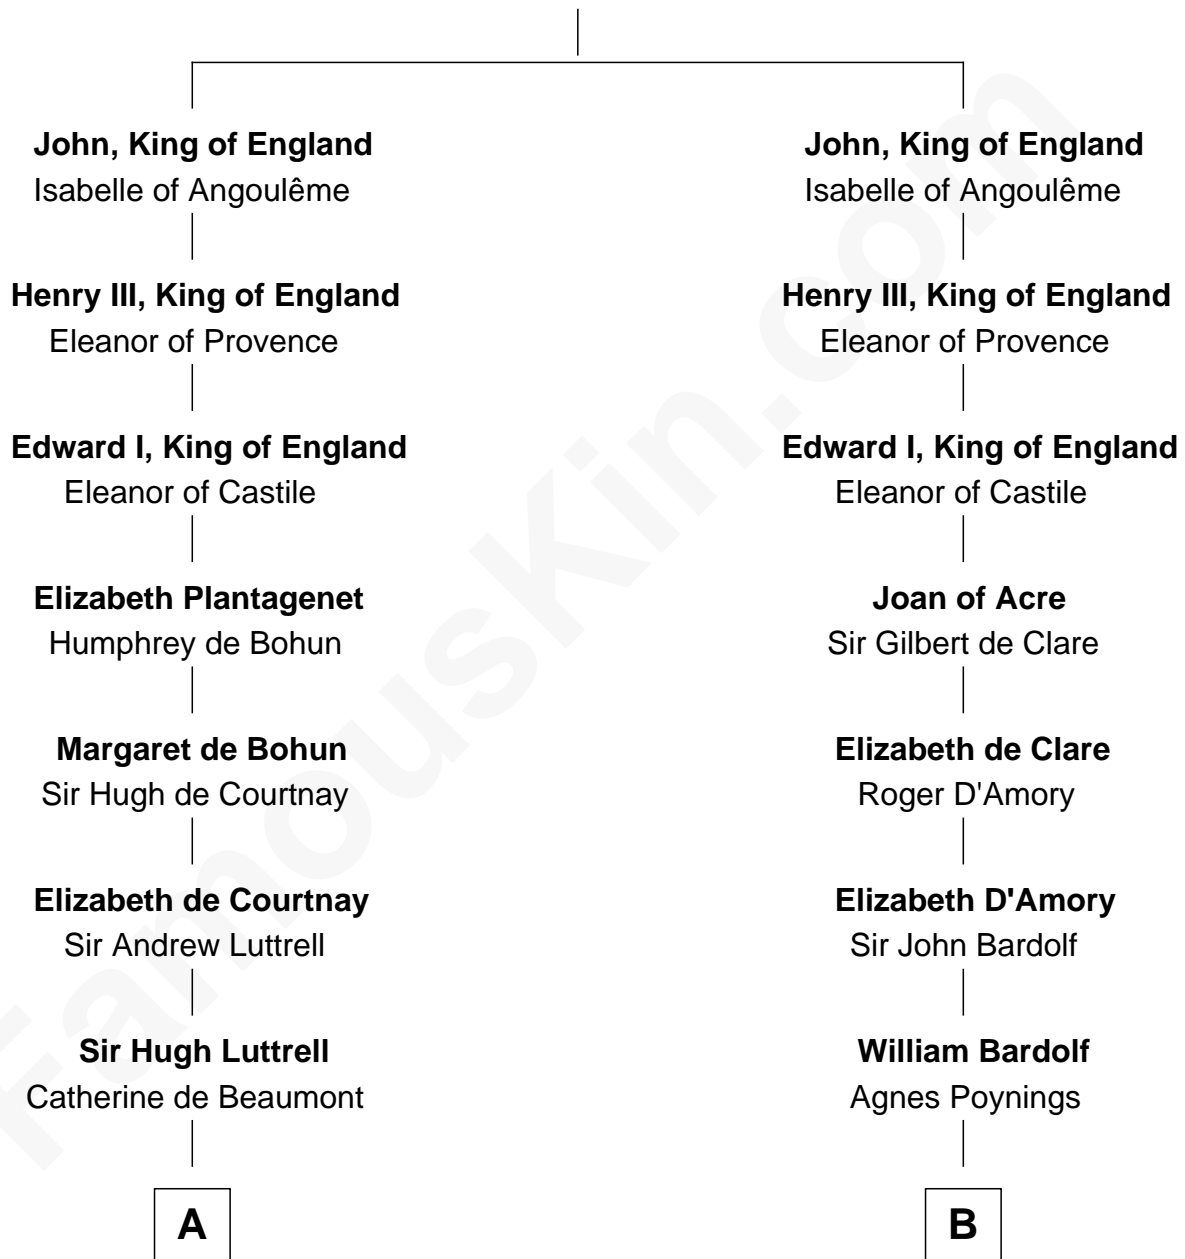 John, King of England
Isabelle of Angoulême
Henry III, King of England
Eleanor of Provence
Edward I, King of England
Eleanor of Castile
Elizabeth Plantagenet
Humphrey de Bohun
Margaret de Bohun
Sir Hugh de Courtnay
Elizabeth de Courtnay
Sir Andrew Luttrell
Sir Hugh Luttrell
Catherine de Beaumont
A
John, King of England
Isabelle of Angoulême
Henry III, King of England
Eleanor of Provence
Edward I, King of England
Eleanor of Castile
Joan of Acre
Sir Gilbert de Clare
Elizabeth de Clare
Roger D'Amory
Elizabeth D'Amory
Sir John Bardolf
William Bardolf
Agnes Poynings
B
FamousKin.com